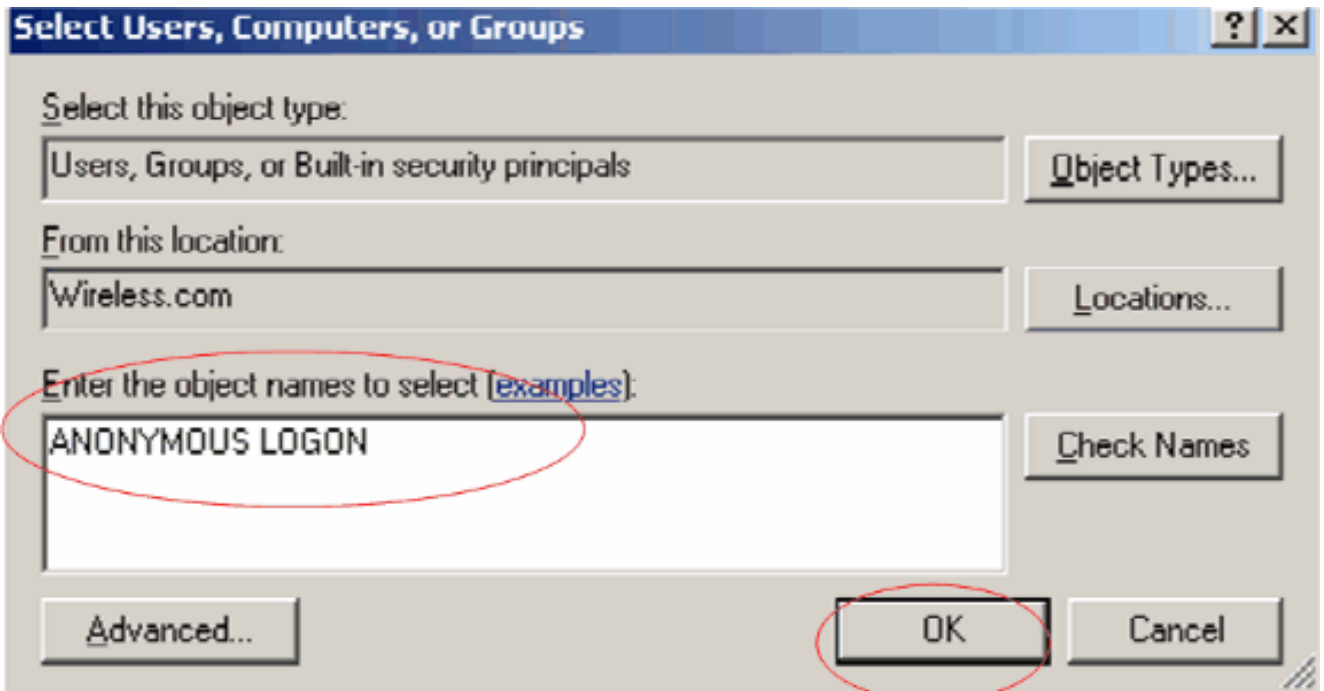 Select Users, Computers, or Groups
? X
Select this object type:
Users, Groups, or Built-in security principals
Object Types...
From this location:
Wireless.com
Locations...
Enter the object names to select (examples):
ANONYMOUS LOGON
Check Names
Advanced...
OK
Cancel